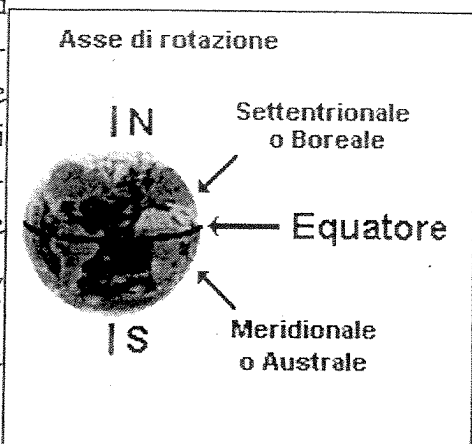 Asse di rotazione
N
Settentrionale
o Boreale
Equatore
S
Meridionale
o Australe